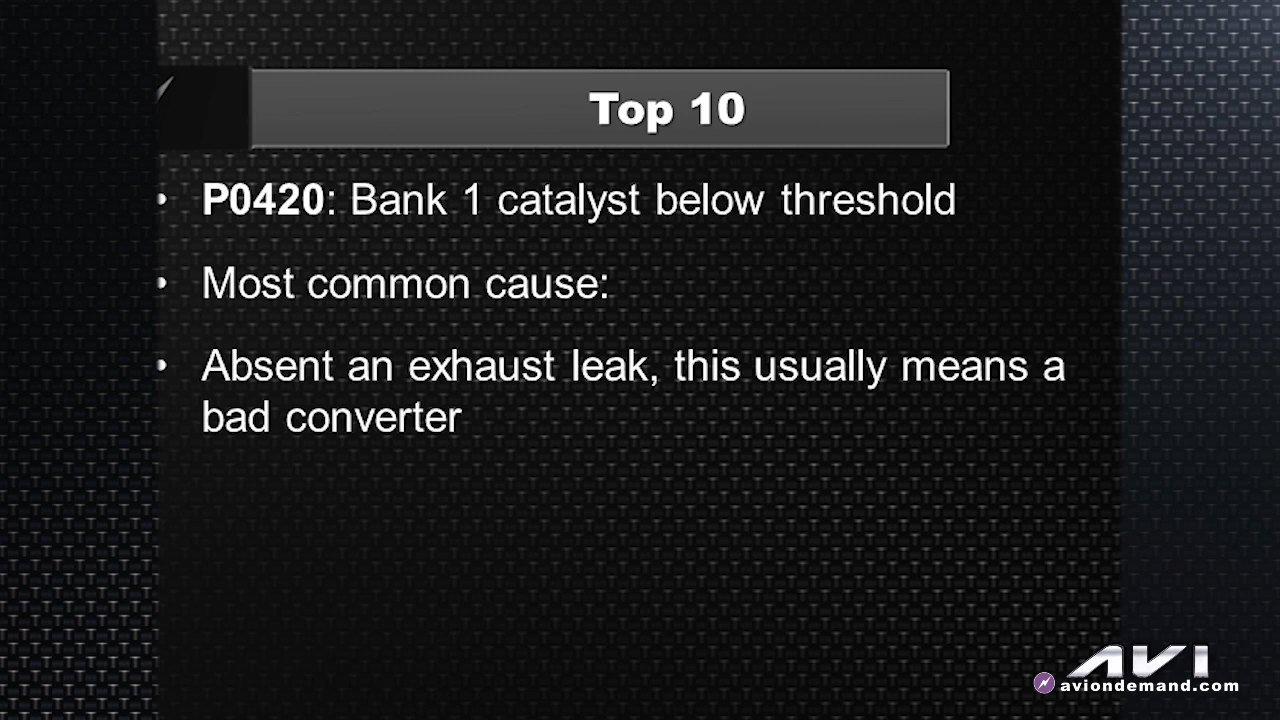 Top 10
• P0420: Bank 1 catalyst below threshold
• Most common cause:
• Absent an exhaust leak, this usually means a
bad converter
AVI
aviondemand.com